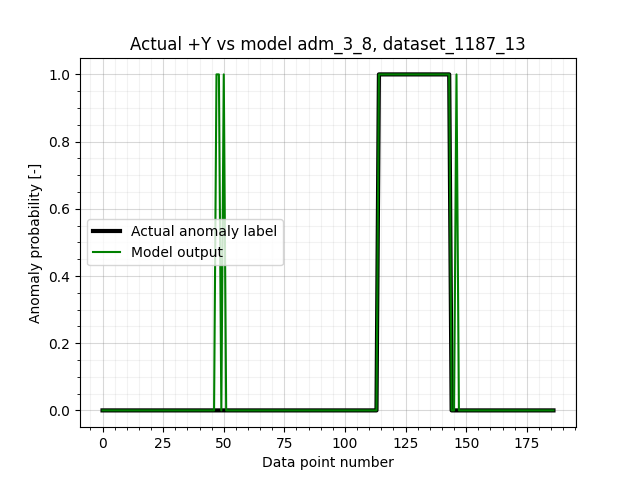 Actual +Y vs model adm_3_8, dataset_1187_13
1.0
0.8
0.6
0.4
0.2
0.0
Anomaly probability [-]
Actual anomaly label
Model output
0 25 50 75 100 125 150 175
Data point number